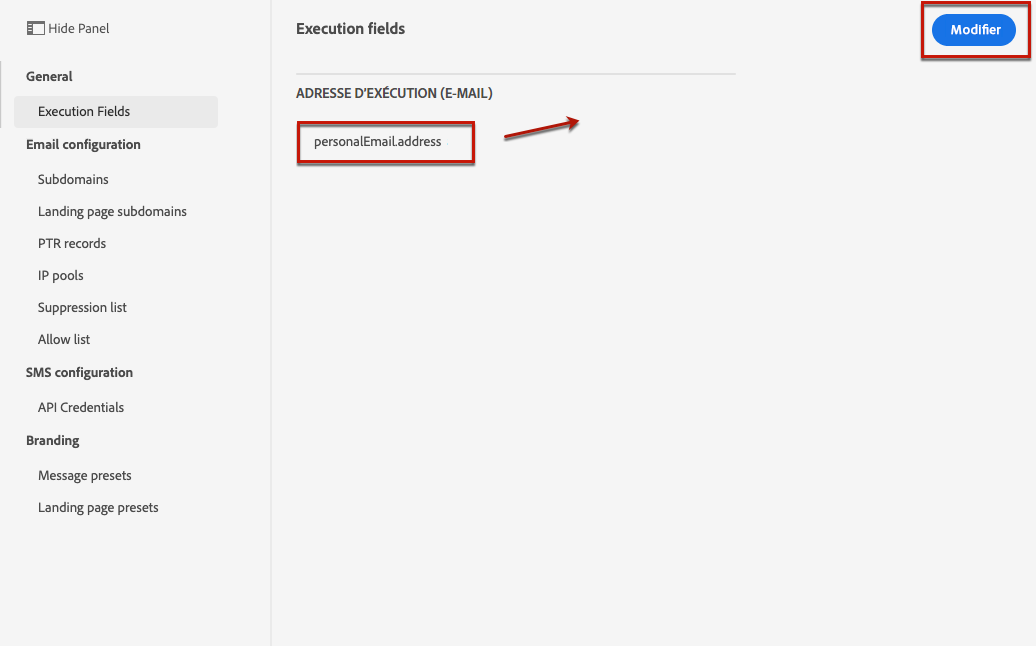 Hide Panel
General
Execution Fields
Email configuration
Subdomains
Landing page subdomains
PTR records
IP pools
Suppression list
Allow list
SMS configuration
API Credentials
Branding
Message presets
Landing page presets
Execution fields
Modifier
ADRESSE D'EXÉCUTION (E-MAIL)
personalEmail.address